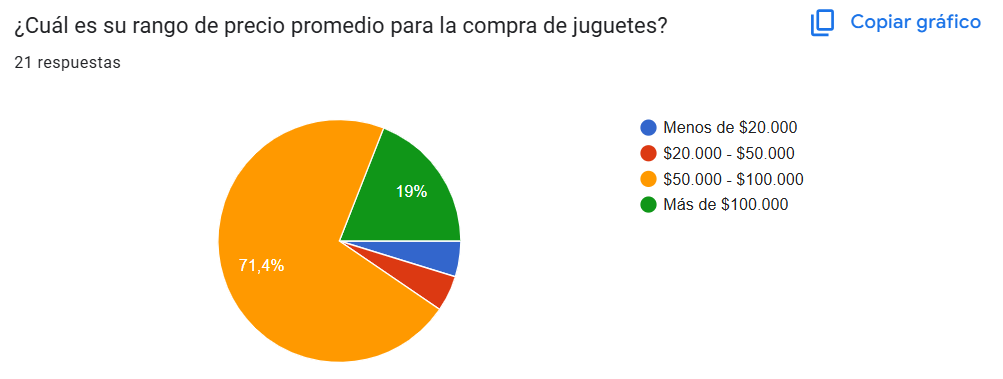 ¿Cuál es su rango de precio promedio para la compra de juguetes?
Copiar gráfico
21 respuestas
Menos de $20.000
$20.000 - $50.000
$50.000 - $100.000
Más de $100.000
19%
71,4%